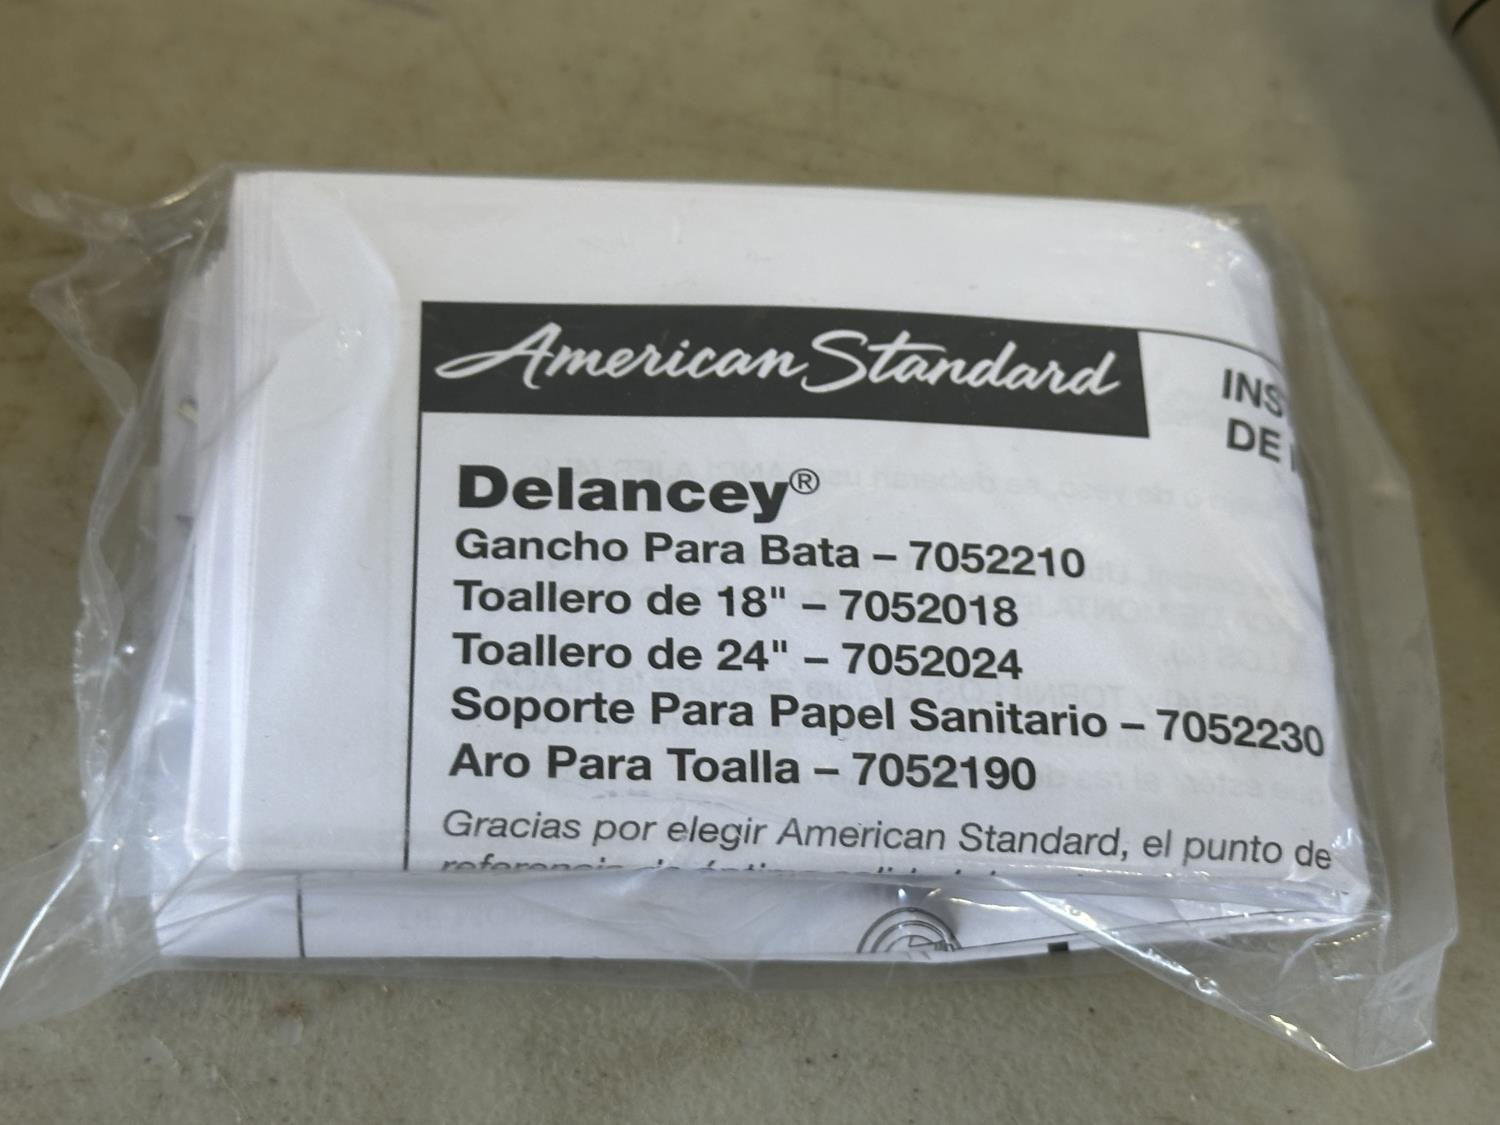 American Standard
INS
DE
Delancey®
Gancho Para Bata – 7052210
Toallero de 18" – 7052018
Toallero de 24" – 7052024
Soporte Para Papel Sanitario – 7052230
Aro Para Toalla – 7052190
Gracias por elegir American Standard, el punto de